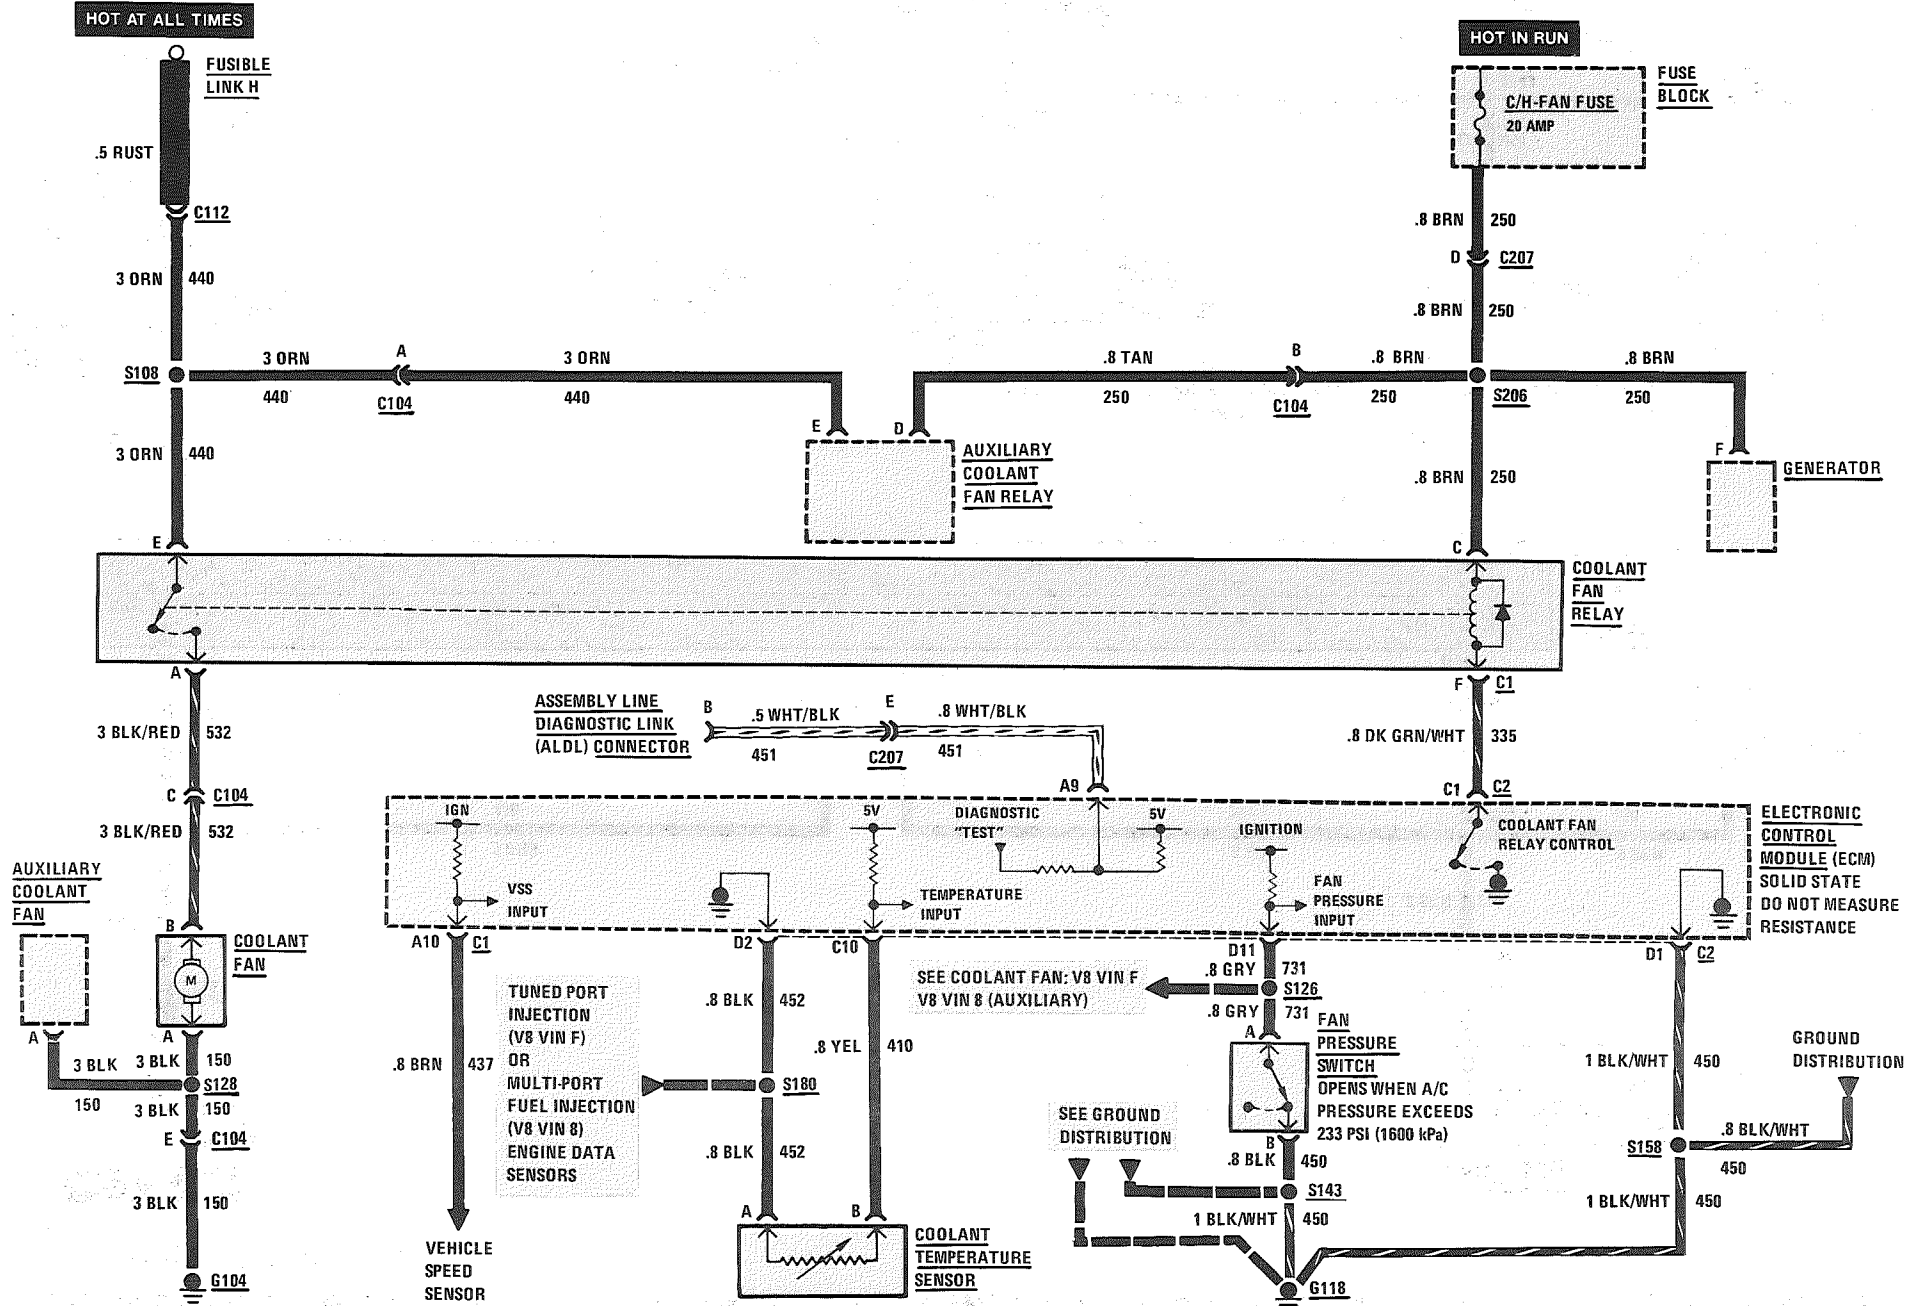 HOT AT ALL TIMES
HOT IN RUN
FUSIBLE
LINK H
.5 RUST
C112
FUSE
BLOCK
C/H-FAN FUSE
20 AMP
.8 BRN 250
D C207
3 ORN 440
.8 BRN 250
S108
3 ORN
440
A
C104
3 ORN
440
.8 TAN
250
B
C104
.8 BRN
250
S206
.8 BRN
250
3 ORN 440
E
D
AUXILIARY
COOLANT
FAN RELAY
.8 BRN 250
F
GENERATOR
E
C
COOLANT
FAN
RELAY
A
F C1
3 BLK/RED 532
ASSEMBLY LINE
DIAGNOSTIC LINK
(ALDL) CONNECTOR
B
.5 WHT/BLK
451
E
C207
.8 WHT/BLK
451
A9
.8 DK GRN/WHT 335
C1 C2
C C104
3 BLK/RED 532
IGN
VSS
INPUT
5V
TEMPERATURE
INPUT
DIAGNOSTIC
"TEST"
5V
IGNITION
FAN
PRESSURE
INPUT
COOLANT FAN
RELAY CONTROL
ELECTRONIC
CONTROL
MODULE (ECM)
SOLID STATE
DO NOT MEASURE
RESISTANCE
AUXILIARY
COOLANT
FAN
B
COOLANT
FAN
M
A
A
3 BLK
150
3 BLK 150
S128
3 BLK 150
E C104
3 BLK 150
G104
A10 C1
D2
C10
D11
D1 C2
.8 BRN 437
VEHICLE
SPEED
SENSOR
TUNED PORT
INJECTION
(V8 VIN F)
OR
MULTI-PORT
FUEL INJECTION
(V8 VIN 8)
ENGINE DATA
SENSORS
.8 BLK 452
S180
.8 BLK 452
.8 YEL 410
A
B
COOLANT
TEMPERATURE
SENSOR
SEE COOLANT FAN: V8 VIN F
V8 VIN 8 (AUXILIARY)
.8 GRY 731
S126
.8 GRY 731
A
FAN
PRESSURE
SWITCH
OPENS WHEN A/C
PRESSURE EXCEEDS
233 PSI (1600 kPa)
B
.8 BLK 450
SEE GROUND
DISTRIBUTION
S143
1 BLK/WHT 450
G118
1 BLK/WHT 450
GROUND
DISTRIBUTION
S158
.8 BLK/WHT
450
1 BLK/WHT 450